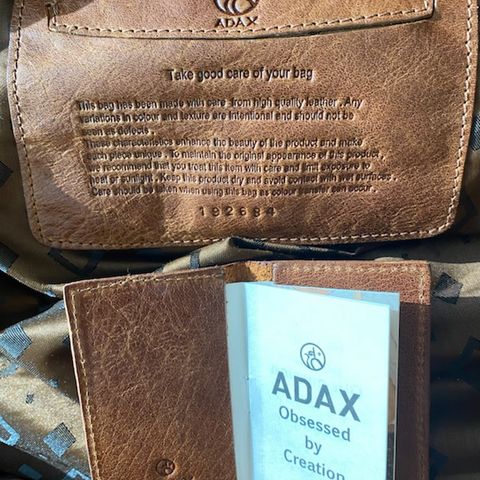 ADAX
Take good care of your bag
This bag has been made with care from high quality leather . Any
variations in colour and texture are intentional and should not be
seen as defects .
These characteristics enhance the beauty of the product and make
each piece unique . To maintain the original appearance of this product ,
we recommend that you treat this item with care and limit exposure to
heat or sunlight . Keep this product dry and avoid contact with wet surfaces .
Care should be taken when using this bag as colour transfer can occur .
192684
ADAX
Obsessed
by
Creation